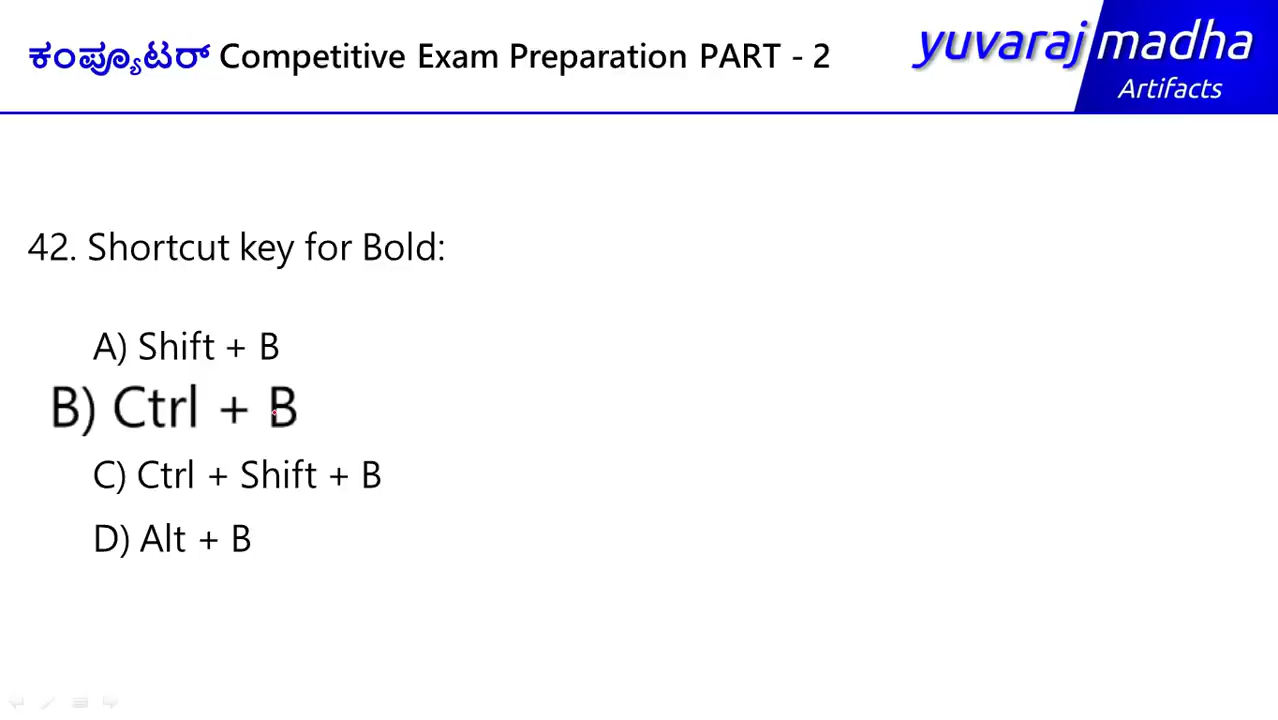 ಕಂಪ್ಯೂಟರ್ Competitive Exam Preparation PART - 2
yuvaraj madha
Artifacts
42. Shortcut key for Bold:
A) Shift + B
B) Ctrl + B
C) Ctrl + Shift + B
D) Alt + B